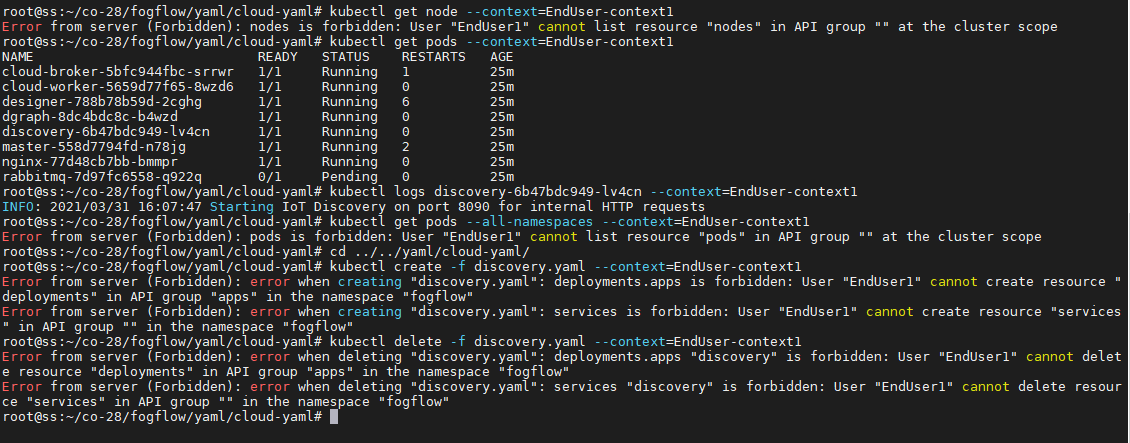 root@ss:~/co-28/fogflow/yaml/cloud-yaml# kubectl get node --context=EndUser-context1
Error from server (Forbidden): nodes is forbidden: User "EndUser1" cannot list resource "nodes" in API group "" at the cluster scope
root@ss:~/co-28/fogflow/yaml/cloud-yaml# kubectl get pods --context=EndUser-context1
NAME READY STATUS RESTARTS AGE
cloud-broker-5bfc944fbc-srrwr 1/1 Running 1 25m
cloud-worker-5659d77f65-8wzd6 1/1 Running 0 25m
designer-788b78b59d-2cghg 1/1 Running 6 25m
dgraph-8dc4bdc8c-b4wzd 1/1 Running 0 25m
discovery-6b47bdc949-lv4cn 1/1 Running 0 25m
master-558d7794fd-n78jg 1/1 Running 2 25m
nginx-77d48cb7bb-bmmpr 1/1 Running 0 25m
rabbitmq-7d97fc6558-q922q 0/1 Pending 0 25m
root@ss:~/co-28/fogflow/yaml/cloud-yaml# kubectl logs discovery-6b47bdc949-lv4cn --context=EndUser-context1
INFO: 2021/03/31 16:07:47 Starting IoT Discovery on port 8090 for internal HTTP requests
root@ss:~/co-28/fogflow/yaml/cloud-yaml# kubectl get pods --all-namespaces --context=EndUser-context1
Error from server (Forbidden): pods is forbidden: User "EndUser1" cannot list resource "pods" in API group "" at the cluster scope
root@ss:~/co-28/fogflow/yaml/cloud-yaml# cd ../../yaml/cloud-yaml/
root@ss:~/co-28/fogflow/yaml/cloud-yaml# kubectl create -f discovery.yaml --context=EndUser-context1
Error from server (Forbidden): error when creating "discovery.yaml": deployments.apps is forbidden: User "EndUser1" cannot create resource "
deployments" in API group "apps" in the namespace "fogflow"
Error from server (Forbidden): error when creating "discovery.yaml": services is forbidden: User "EndUser1" cannot create resource "services
" in API group "" in the namespace "fogflow"
root@ss:~/co-28/fogflow/yaml/cloud-yaml# kubectl delete -f discovery.yaml --context=EndUser-context1
Error from server (Forbidden): error when deleting "discovery.yaml": deployments.apps "discovery" is forbidden: User "EndUser1" cannot delet
e resource "deployments" in API group "apps" in the namespace "fogflow"
Error from server (Forbidden): error when deleting "discovery.yaml": services "discovery" is forbidden: User "EndUser1" cannot delete resour
ce "services" in API group "" in the namespace "fogflow"
root@ss:~/co-28/fogflow/yaml/cloud-yaml#